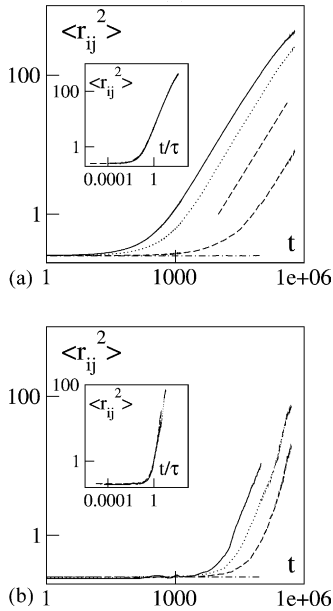 <r_ij^2>
100
1
<r_ij^2>
100
1
0.0001 1
t/τ
t
(a) 1 1000 1e+06
<r_ij^2>
100
1
<r_ij^2>
100
1
0.0001 1
t/τ
t
(b) 1 1000 1e+06